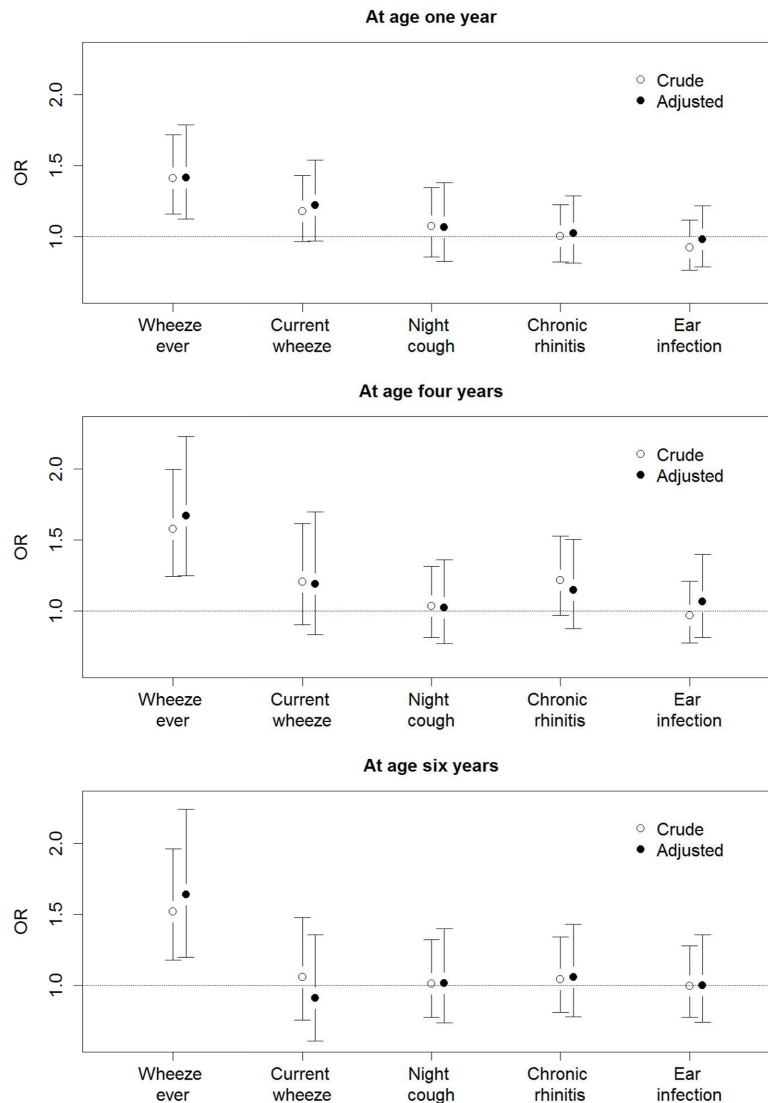 At age one year
2.0
1.5
1.0
OR
Crude
Adjusted
Wheeze
ever
Current
wheeze
Night
cough
Chronic
rhinitis
Ear
infection
At age four years
2.0
1.5
1.0
OR
Crude
Adjusted
Wheeze
ever
Current
wheeze
Night
cough
Chronic
rhinitis
Ear
infection
At age six years
2.0
1.5
1.0
OR
Crude
Adjusted
Wheeze
ever
Current
wheeze
Night
cough
Chronic
rhinitis
Ear
infection